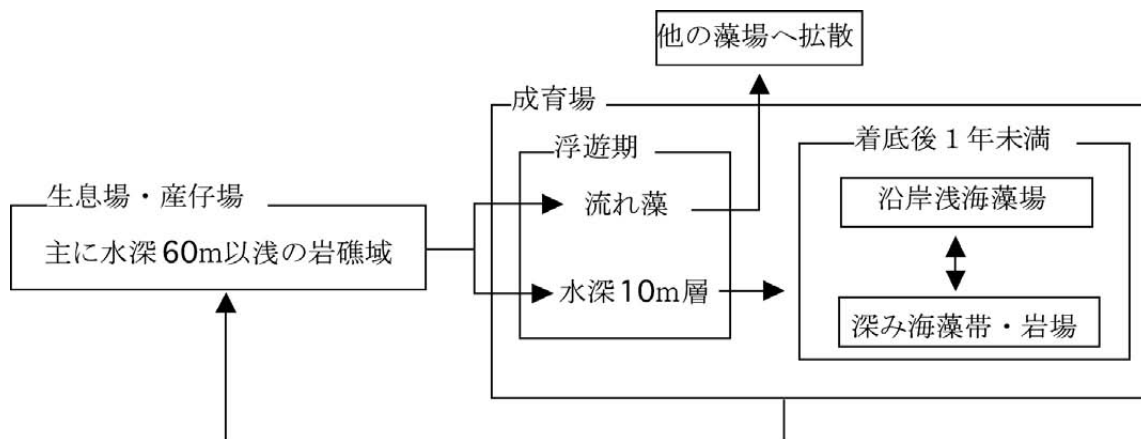 他の藻場へ拡散
成育場
浮遊期
着底後1年未満
生息場・産仔場
流れ藻
沿岸浅海藻場
主に水深60m以浅の岩礁域
水深10m層
深み海藻帯・岩場